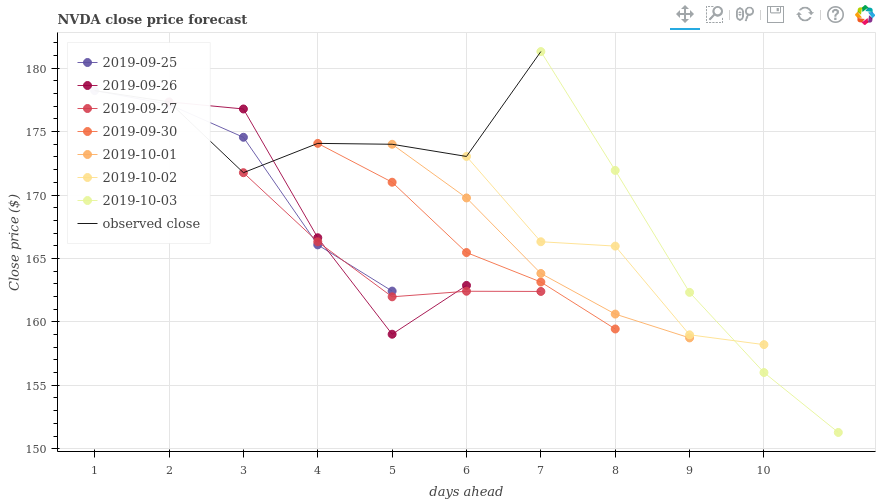 NVDA close price forecast
2019-09-25
2019-09-26
2019-09-27
2019-09-30
2019-10-01
2019-10-02
2019-10-03
observed close
180
175
170
165
160
155
150
Close price ($)
1 2 3 4 5 6 7 8 9 10
days ahead